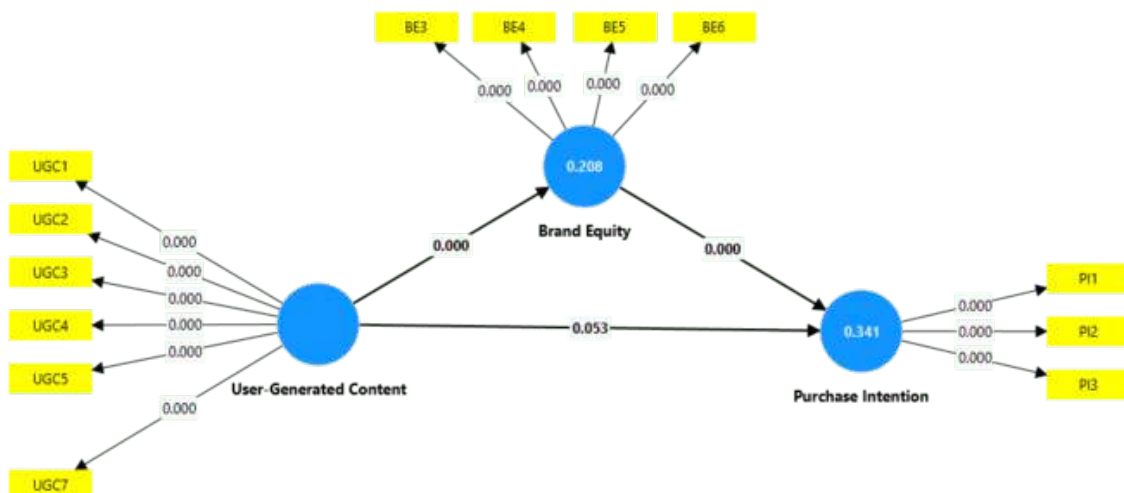 BE3 BE4 BE5 BE6
0.000 0.000 0.000 0.000
0.208
Brand Equity
UGC1
UGC2
UGC3
UGC4
UGC5
UGC7
0.000
0.000
0.000
0.000
0.000
0.000
User-Generated Content
0.000
0.000
0.053
0.341
Purchase Intention
0.000
0.000
0.000
PI1
PI2
PI3